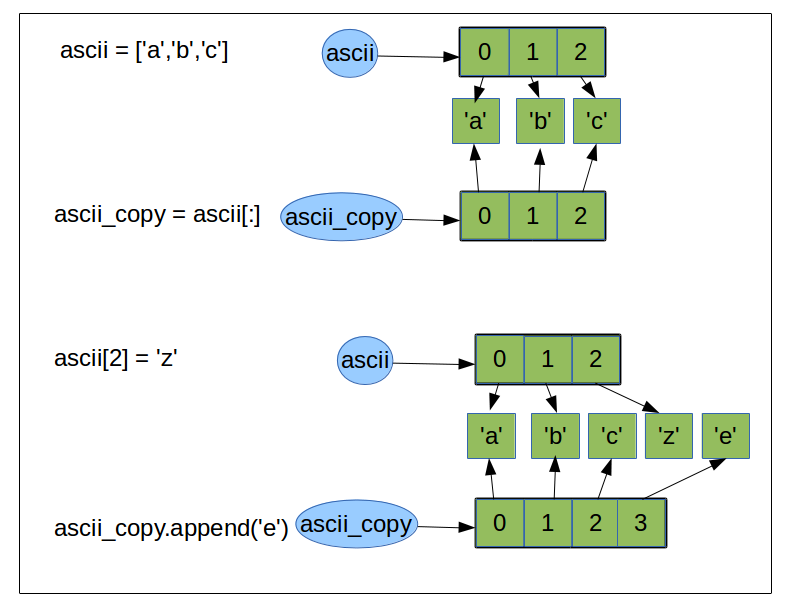 ascii = ['a','b','c'] ascii 0 1 2
'a' 'b' 'c'
ascii_copy = ascii[:] ascii_copy 0 1 2
ascii[2] = 'z' ascii 0 1 2
'a' 'b' 'c' 'z' 'e'
ascii_copy.append('e') ascii_copy 0 1 2 3